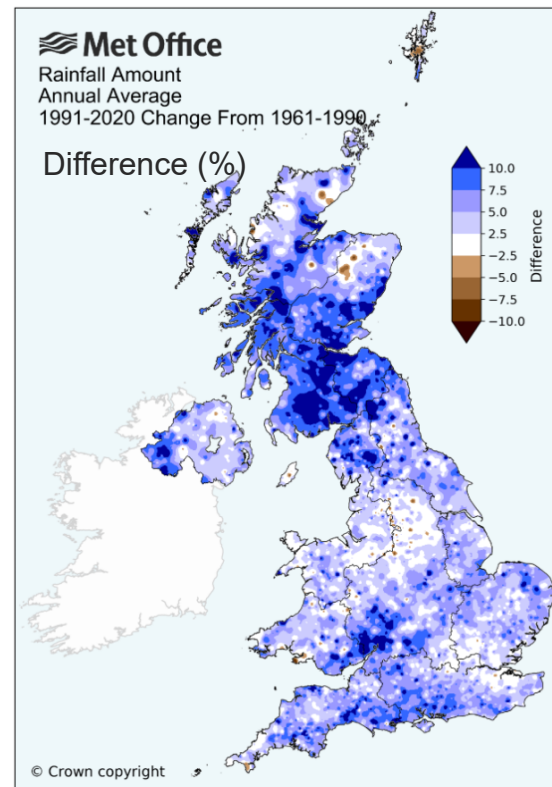 Met Office
Rainfall Amount
Annual Average
1991-2020 Change From 1961-1990
Difference (%)
10.0
7.5
5.0
2.5
−2.5
−5.0
−7.5
−10.0
Difference
© Crown copyright